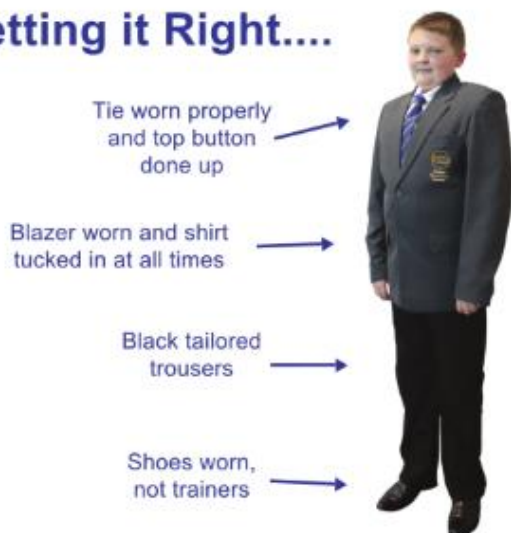 etting it Right....
Tie worn properly
and top button
done up
Blazer worn and shirt
tucked in at all times
Black tailored
trousers
Shoes worn,
not trainers